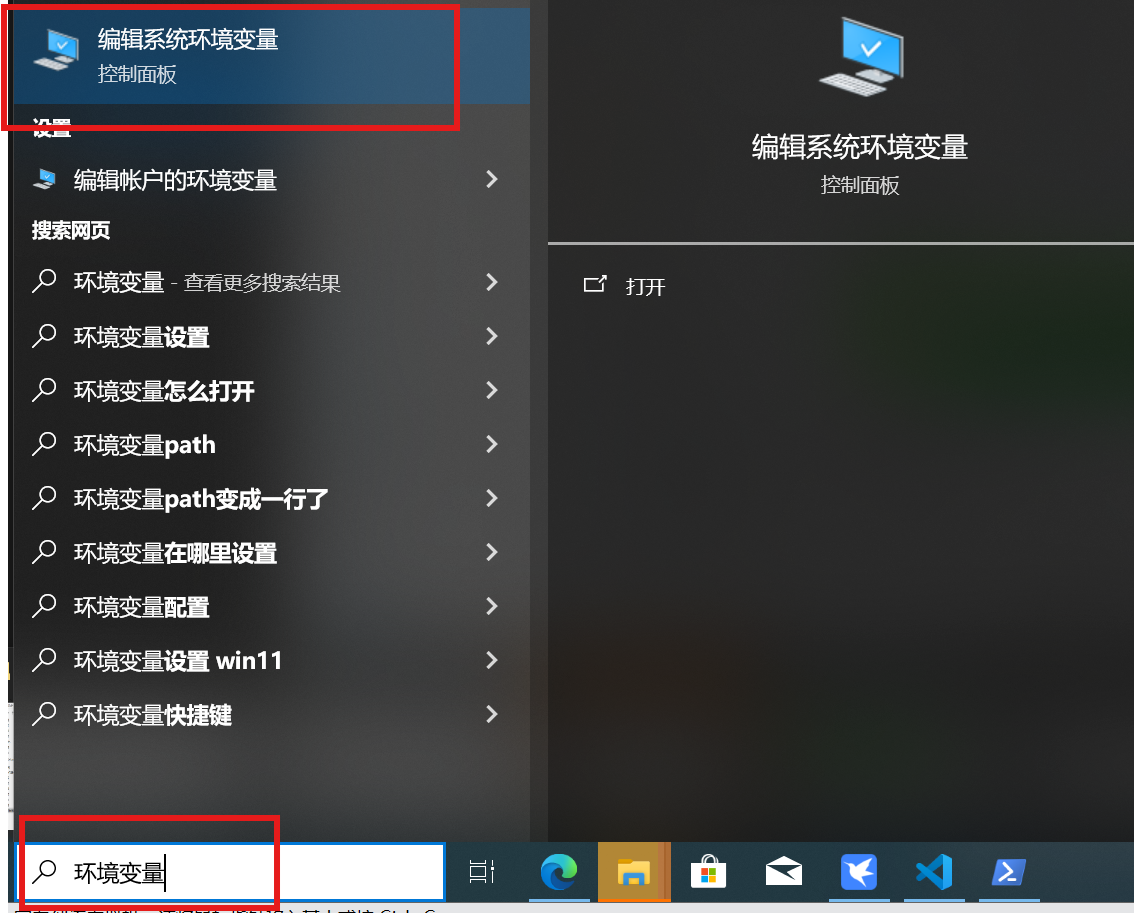 编辑系统环境变量
控制面板
设置
编辑帐户的环境变量
搜索网页
环境变量 - 查看更多搜索结果
环境变量设置
环境变量怎么打开
环境变量path
环境变量path变成一行了
环境变量在哪里设置
环境变量配置
环境变量设置 win11
环境变量快捷键
环境变量
编辑系统环境变量
控制面板
打开